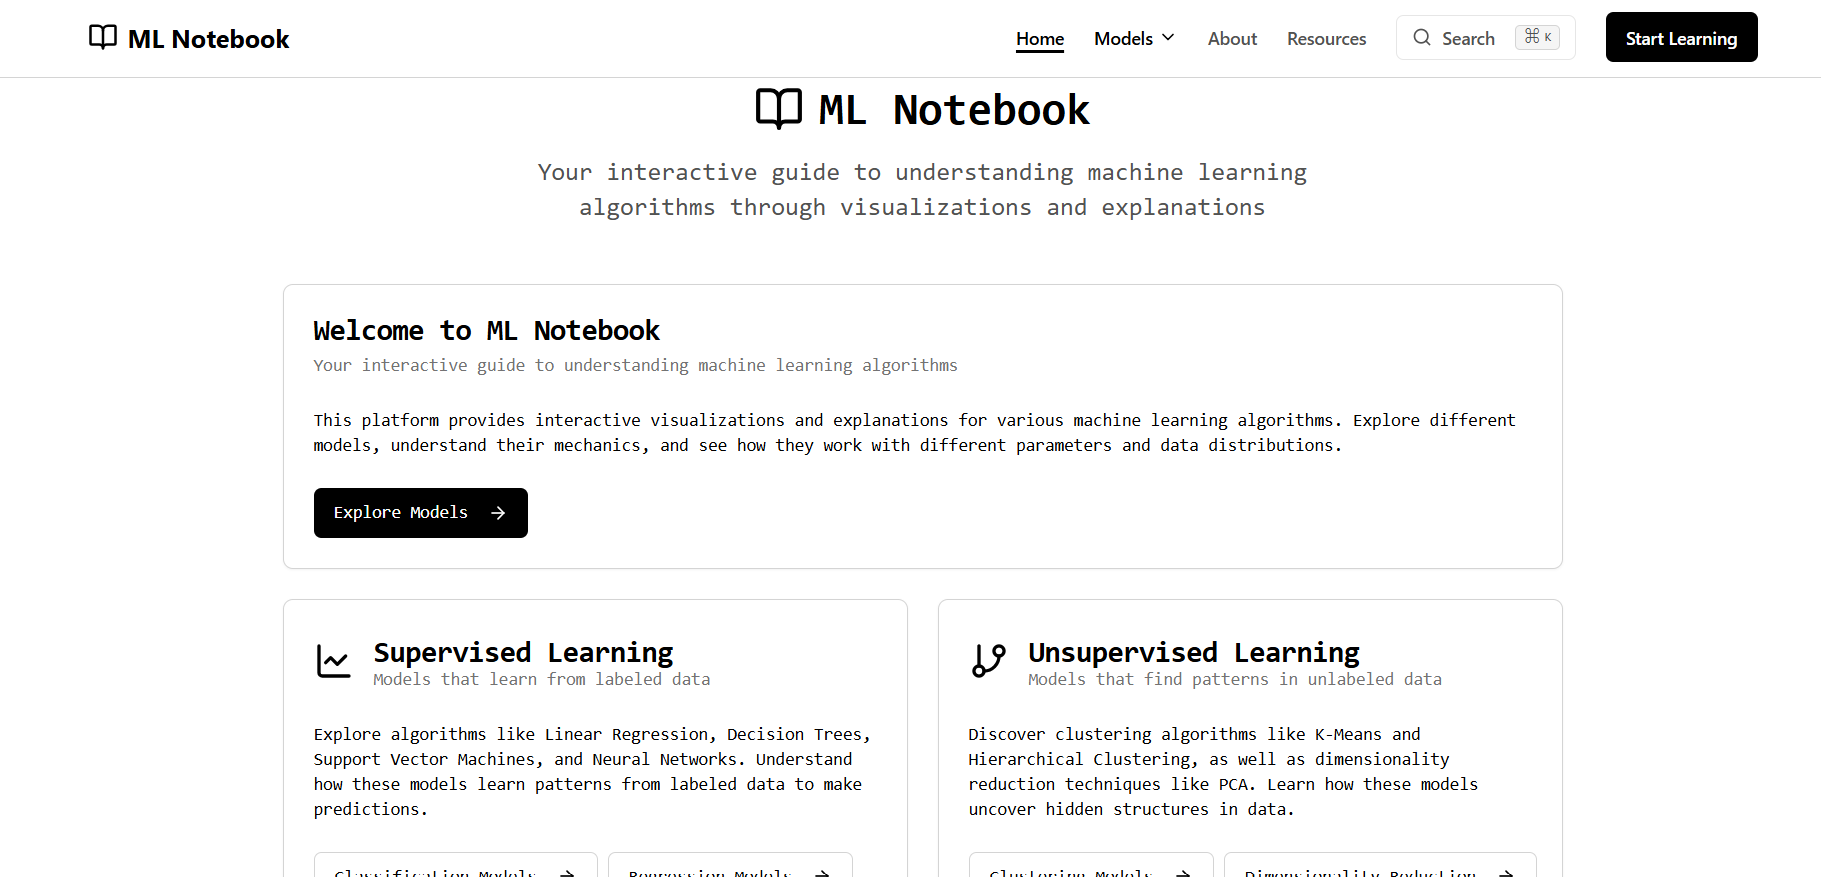 ML Notebook
Home
Models
About
Resources
Search
⌘ K
Start Learning
ML Notebook
Your interactive guide to understanding machine learning
algorithms through visualizations and explanations
Welcome to ML Notebook
Your interactive guide to understanding machine learning algorithms
This platform provides interactive visualizations and explanations for various machine learning algorithms. Explore different
models, understand their mechanics, and see how they work with different parameters and data distributions.
Explore Models →
Supervised Learning
Models that learn from labeled data
Explore algorithms like Linear Regression, Decision Trees,
Support Vector Machines, and Neural Networks. Understand
how these models learn patterns from labeled data to make
predictions.
Classification Models →
Regression Models →
Unsupervised Learning
Models that find patterns in unlabeled data
Discover clustering algorithms like K-Means and
Hierarchical Clustering, as well as dimensionality
reduction techniques like PCA. Learn how these models
uncover hidden structures in data.
Clustering Models →
Dimensionality Reduction →